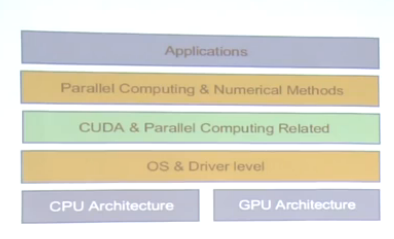 Applications
Parallel Computing & Numerical Methods
CUDA & Parallel Computing Related
OS & Driver level
CPU Architecture
GPU Architecture